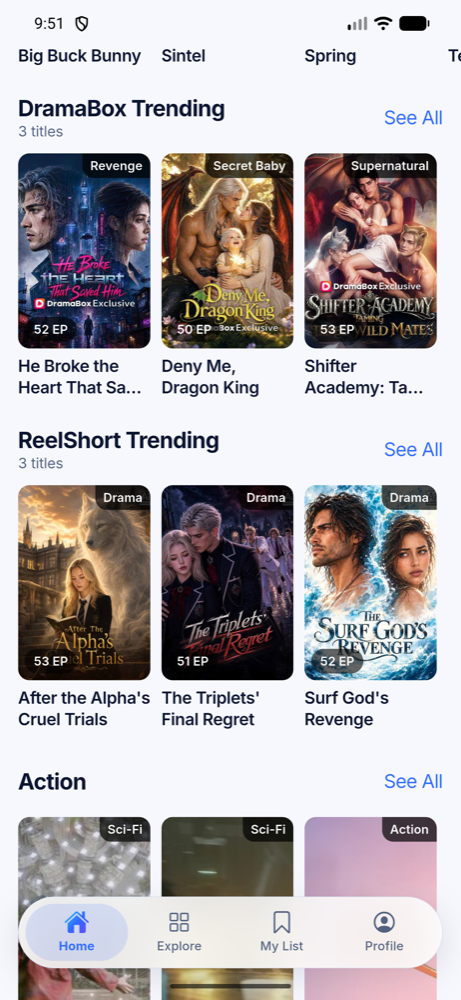 9:51
Big Buck Bunny Sintel Spring
DramaBox Trending
3 titles
See All
Revenge
He Broke
the Heart
That Saved Him
DramaBox Exclusive
52 EP
Secret Baby
Deny Me,
Dragon King
Box Exclusive
50 EP
Supernatural
DramaBox Exclusive
SHIFTER ACADEMY
TAMING
WILD MATES
53 EP
He Broke the
Heart That Sa...
Deny Me,
Dragon King
Shifter
Academy: Ta...
ReelShort Trending
3 titles
See All
Drama
After The
Alpha's
Trials
53 EP
Drama
The Triplets'
Final Regret
51 EP
Drama
THE
SURF GOD'S
REVENGE
52 EP
After the Alpha's
Cruel Trials
The Triplets'
Final Regret
Surf God's
Revenge
Action
See All
Sci-Fi
Sci-Fi
Action
Home
Explore
My List
Profile